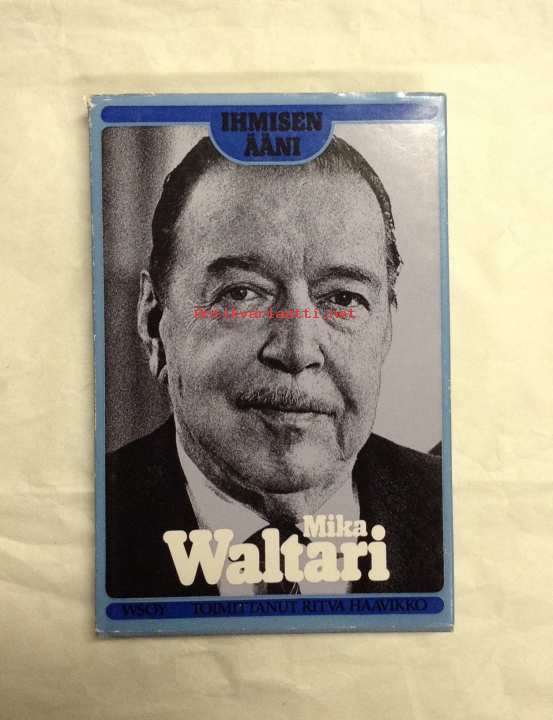 IHMISEN
ÄÄNI
Antikvariaatti.net
Mika
Waltari
WSOY TOIMITTANUT RITVA HAAVIKKO